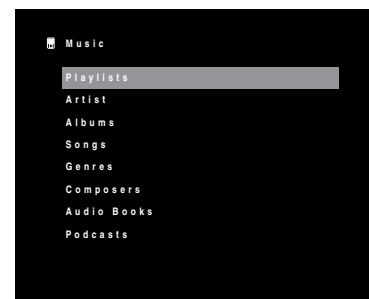 Music
Playlists
Artist
Albums
Songs
Genres
Composers
Audio Books
Podcasts